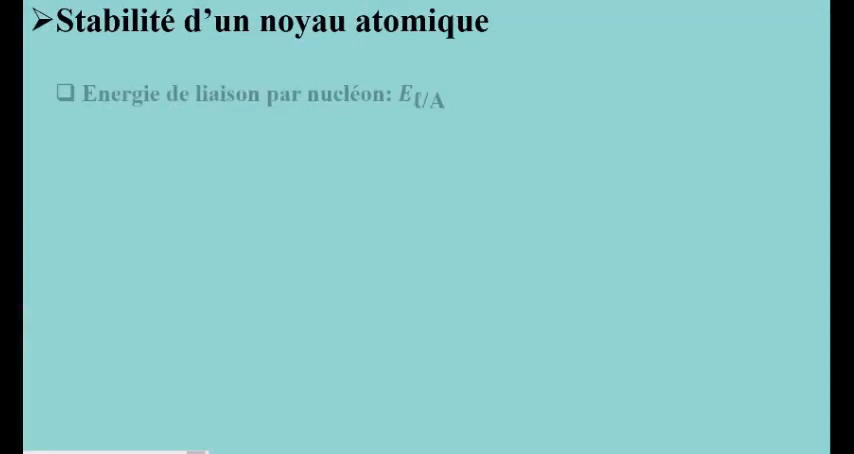 ➢Stabilité d’un noyau atomique
❑ Energie de liaison par nucléon: Eℓ/A